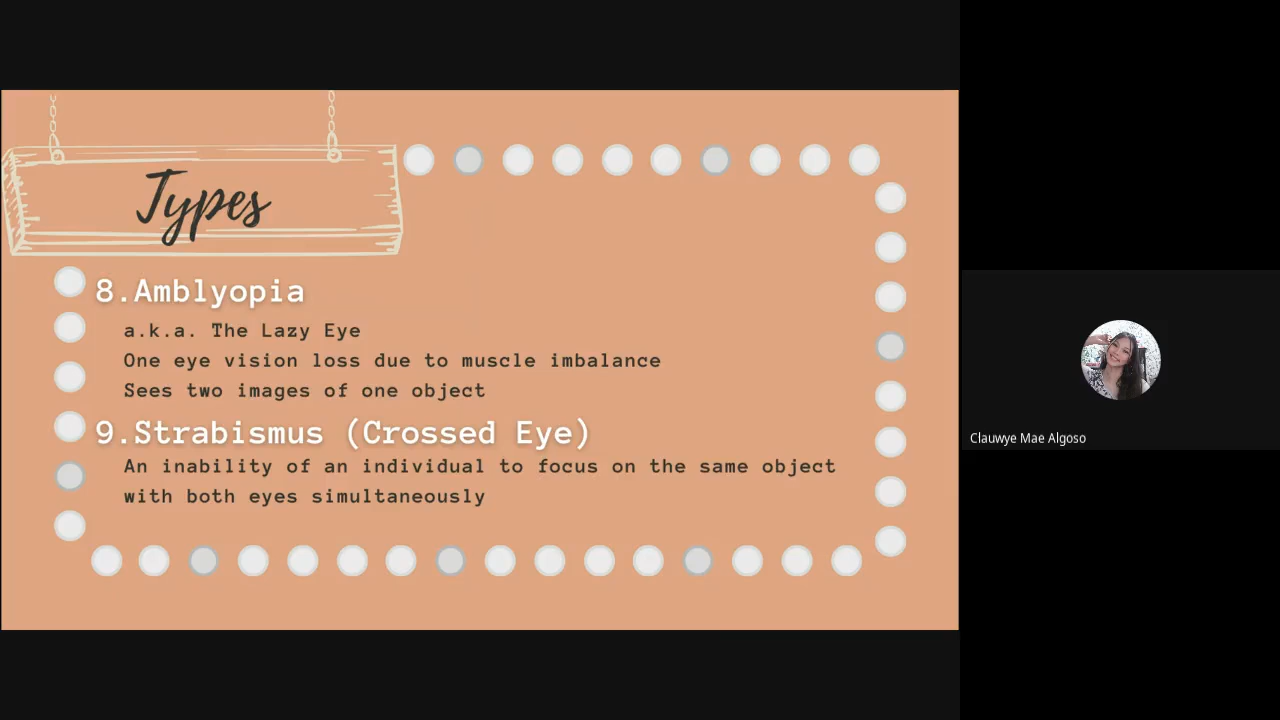 Types
8.Amblyopia
a.k.a. The Lazy Eye
One eye vision loss due to muscle imbalance
Sees two images of one object
9.Strabismus (Crossed Eye)
An inability of an individual to focus on the same object
with both eyes simultaneously
Clauwye Mae Algoso